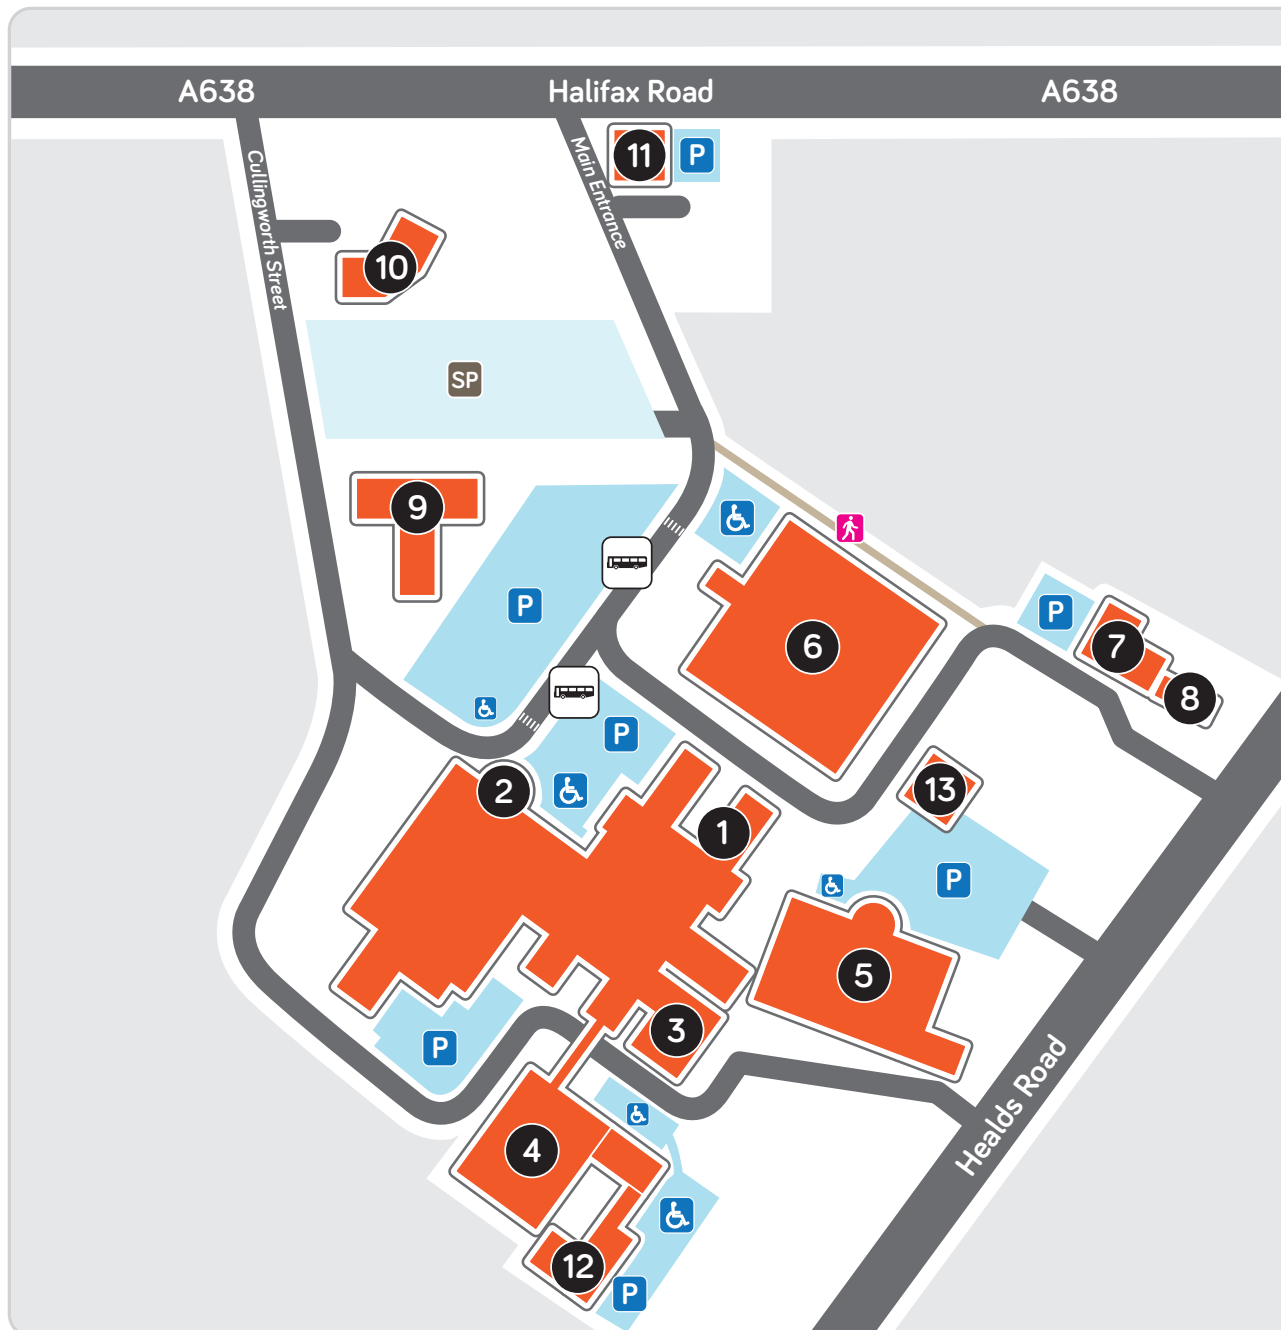 A638 Halifax Road A638
Cullingworth Street
Main Entrance
11 P
10
SP
9
P
6
P
7
8
P
2
13
1
P
5
3
P
4
Healds Road
12
P